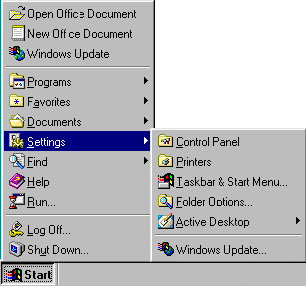 Open Office Document
New Office Document
Windows Update
Programs
Favorites
Documents
Settings
Find
Help
Run...
Log Off...
Shut Down...
Control Panel
Printers
Taskbar & Start Menu...
Folder Options...
Active Desktop
Windows Update...
Start